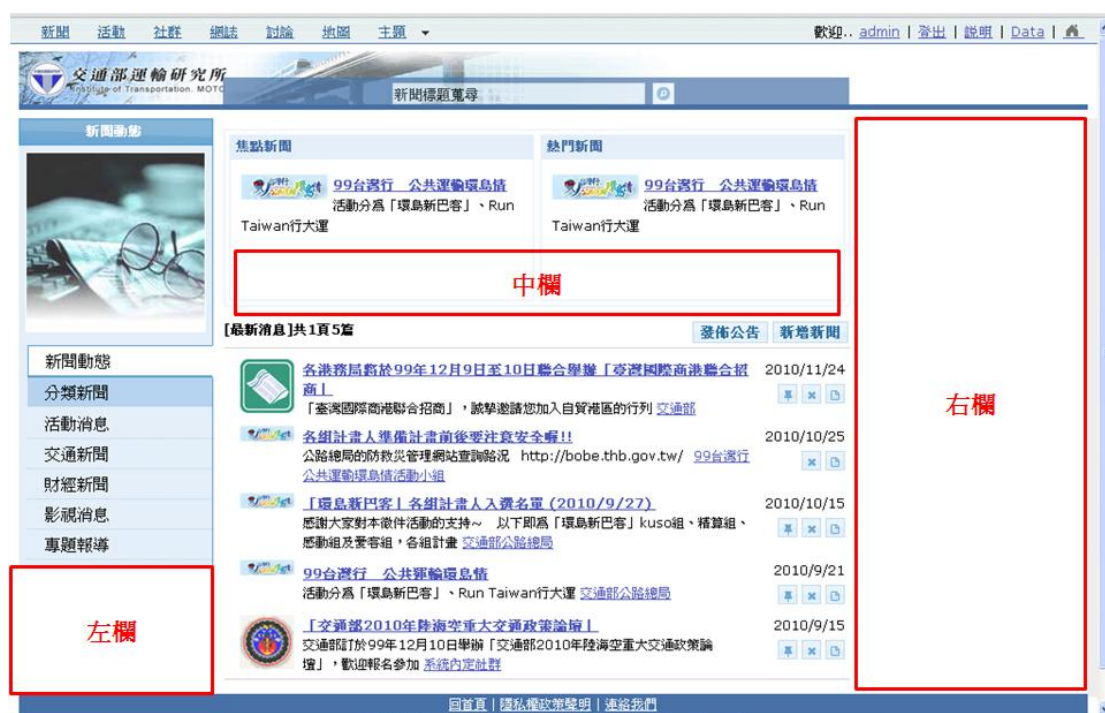 新聞 活動 社群 網誌 討論 地圖 主題 ▼ 歡迎.. admin | 登出 | 說明 | Data |
交通部運輸研究所
Institute of Transportation. MOTC
新聞標題蒐尋
新聞動態
焦點新聞
99台灣行 公共運輸環島情
活動分為「環島新巴客」、Run
Taiwan行大運
熱門新聞
99台灣行 公共運輸環島情
活動分為「環島新巴客」、Run
Taiwan行大運
中欄
[最新消息]共1頁5篇 發佈公告 新增新聞
新聞動態
分類新聞
活動消息
交通新聞
財經新聞
影視消息
專題報導
左欄
各港務局將於99年12月9日至10日聯合舉辦「臺灣國際商港聯合招 2010/11/24
商」
「臺灣國際商港聯合招商」，誠摯邀請您加入自貿港區的行列 交通部
各組計畫人準備計畫前後要注意安全喔!! 2010/10/25
公路總局的防救災管理網站查詢路況 http://bobe.thb.gov.tw/ 99台灣行
公共運輸環島情活動小組
「環島新巴客」各組計畫人入選名單 (2010/9/27) 2010/10/15
感謝大家對本徵件活動的支持~ 以下即為「環島新巴客」kuso組、精算組、
感動組及愛客組，各組計畫 交通部公路總局
99台灣行 公共運輸環島情 2010/9/21
活動分為「環島新巴客」、Run Taiwan行大運 交通部公路總局
「交通部2010年陸海空重大交通政策論壇」 2010/9/15
交通部訂於99年12月10日舉辦「交通部2010年陸海空重大交通政策論
壇」，歡迎報名參加 系統內定社群
右欄
回首頁 | 隱私權政策聲明 | 連絡我們